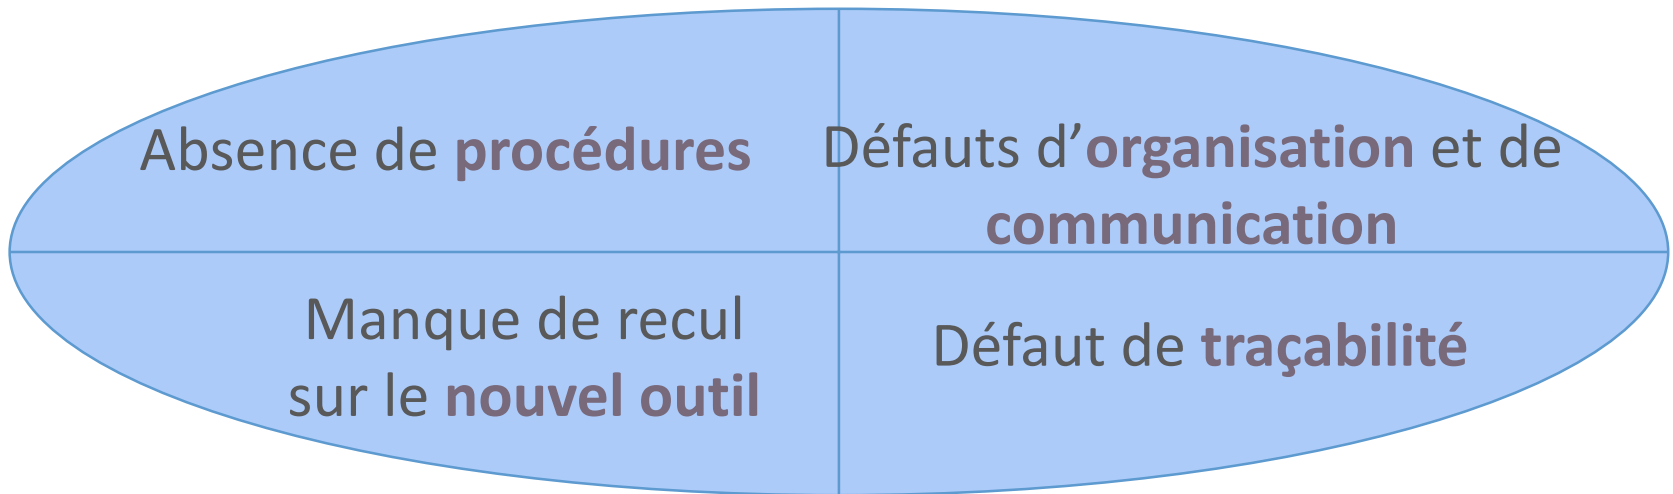 Absence de procédures
Défauts d’organisation et de
communication
Manque de recul
sur le nouvel outil
Défaut de traçabilité